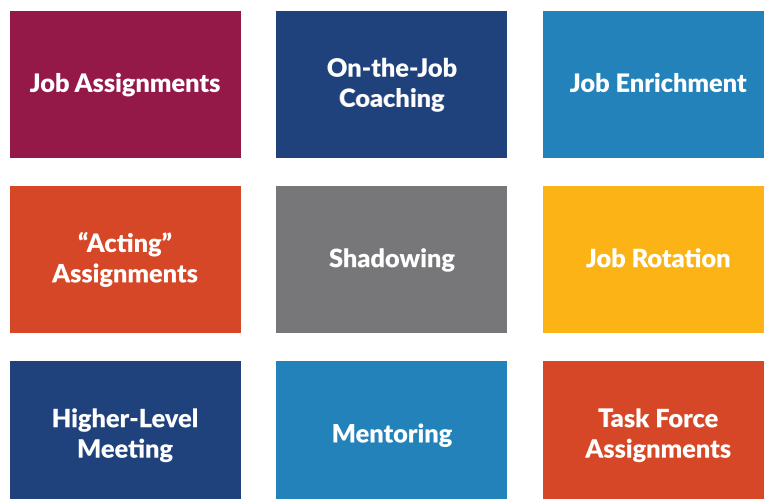 Job Assignments
On-the-Job
Coaching
Job Enrichment
“Acting”
Assignments
Shadowing
Job Rotation
Higher-Level
Meeting
Mentoring
Task Force
Assignments